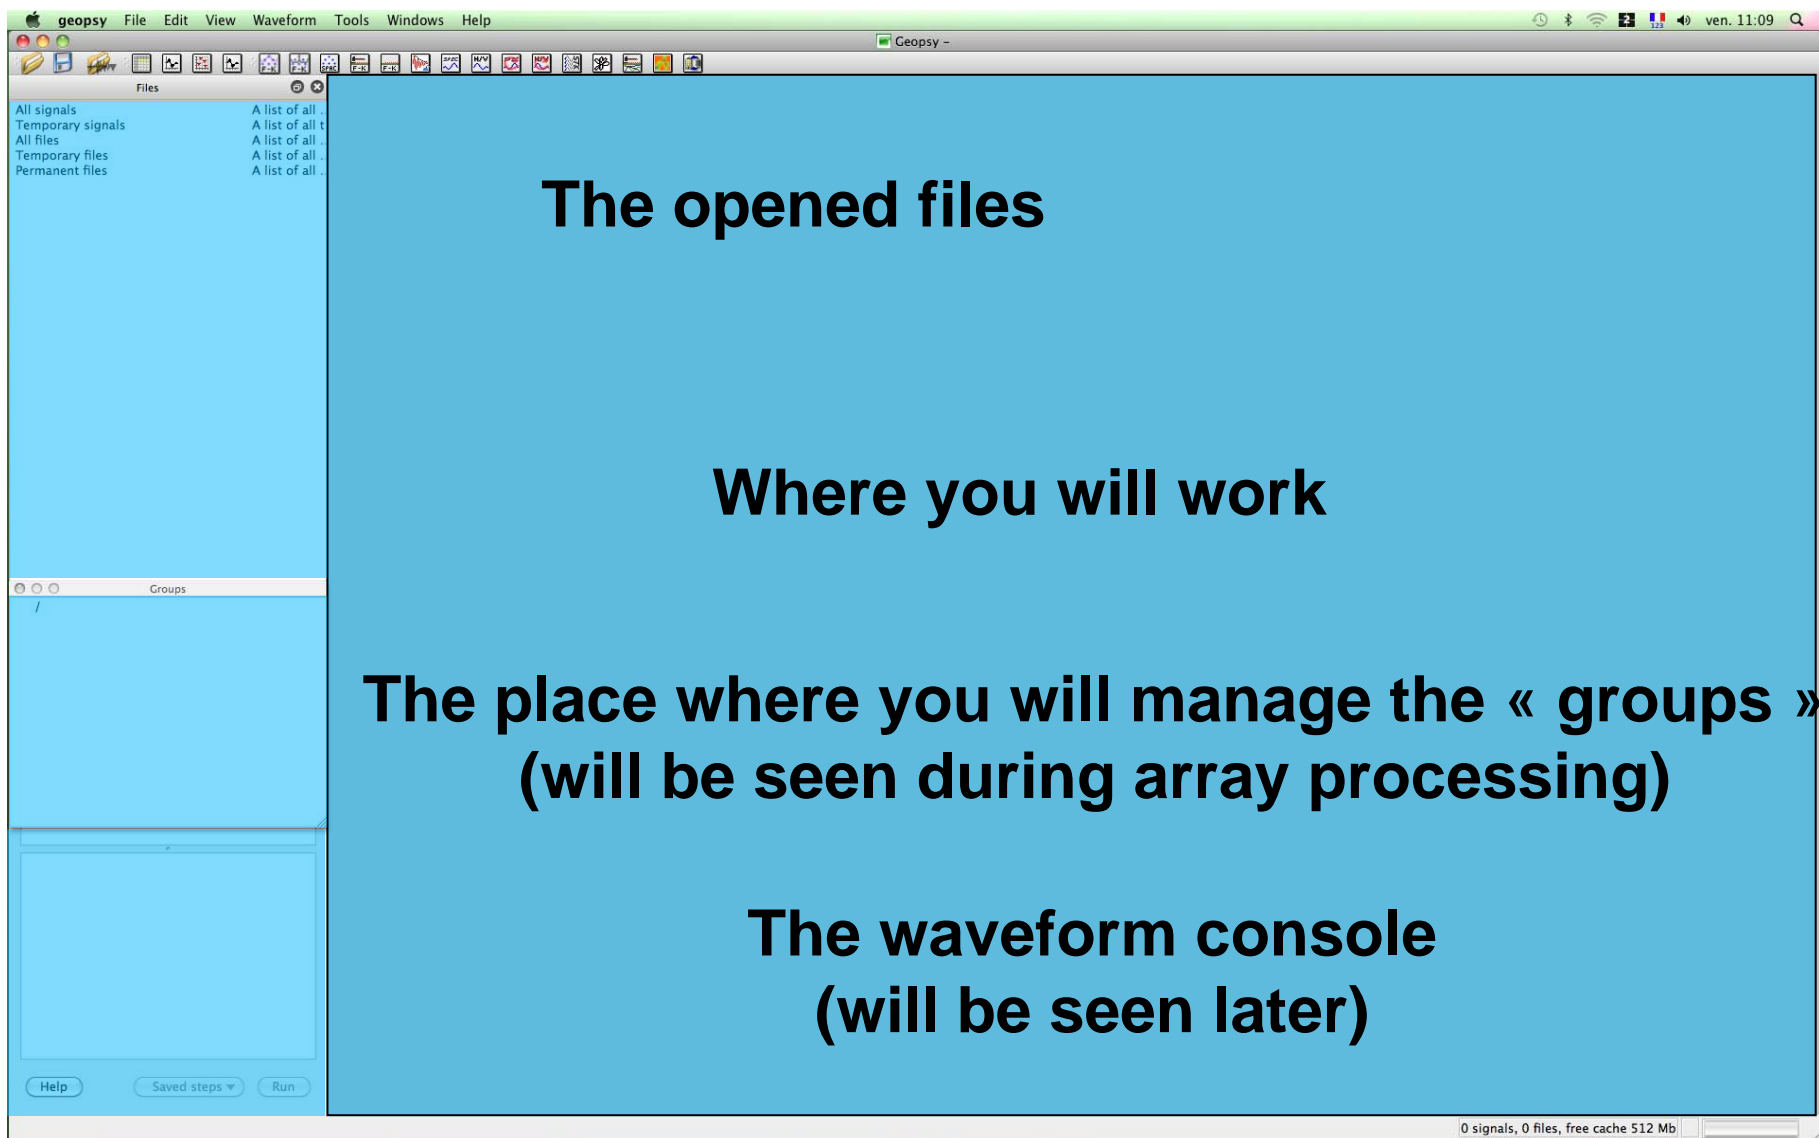 geopsy File Edit View Waveform Tools Windows Help
123
ven. 11:09
Geopsy –
F-K F-K SPAC F-K F-K SPEC H/V
Files
All signals A list of all ..
Temporary signals A list of all t
All files A list of all ..
Temporary files A list of all ..
Permanent files A list of all ..
The opened files
Where you will work
Groups
/
The place where you will manage the « groups »
(will be seen during array processing)
The waveform console
(will be seen later)
Help Saved steps Run
0 signals, 0 files, free cache 512 Mb